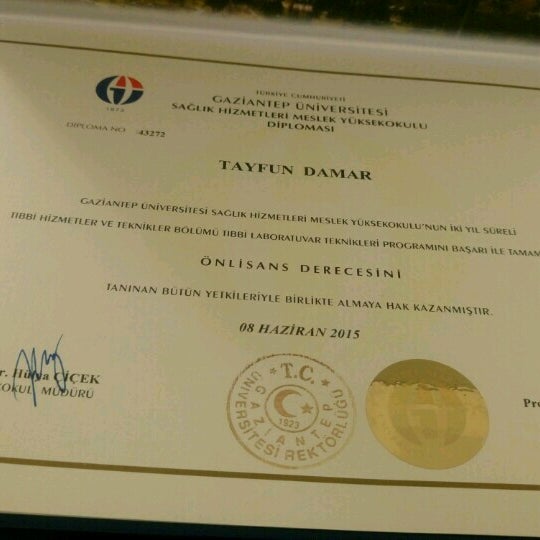 TÜRKİYE CUMHURİYETİ
GAZİANTEP ÜNİVERSİTESİ
SAĞLIK HİZMETLERİ MESLEK YÜKSEKOKULU
DİPLOMASI
1973
DİPLOMA NO 43272
TAYFUN DAMAR
GAZİANTEP ÜNİVERSİTESİ SAĞLIK HİZMETLERİ MESLEK YÜKSEKOKULU'NUN İKİ YIL SÜRELİ
TIBBİ HİZMETLER VE TEKNİKLER BÖLÜMÜ TIBBİ LABORATUVAR TEKNİKLERİ PROGRAMINI BAŞARI İLE TAMAM
ÖNLİSANS DERECESİNİ
TANINAN BÜTÜN YETKİLERİYLE BİRLİKTE ALMAYA HAK KAZANMIŞTIR.
08 HAZİRAN 2015
r. Hülya ÇİÇEK
OKUL MÜDÜRÜ
T.C.
GAZİANTEP
ÜNİVERSİTESİ REKTÖRLÜĞÜ
1923
Pro